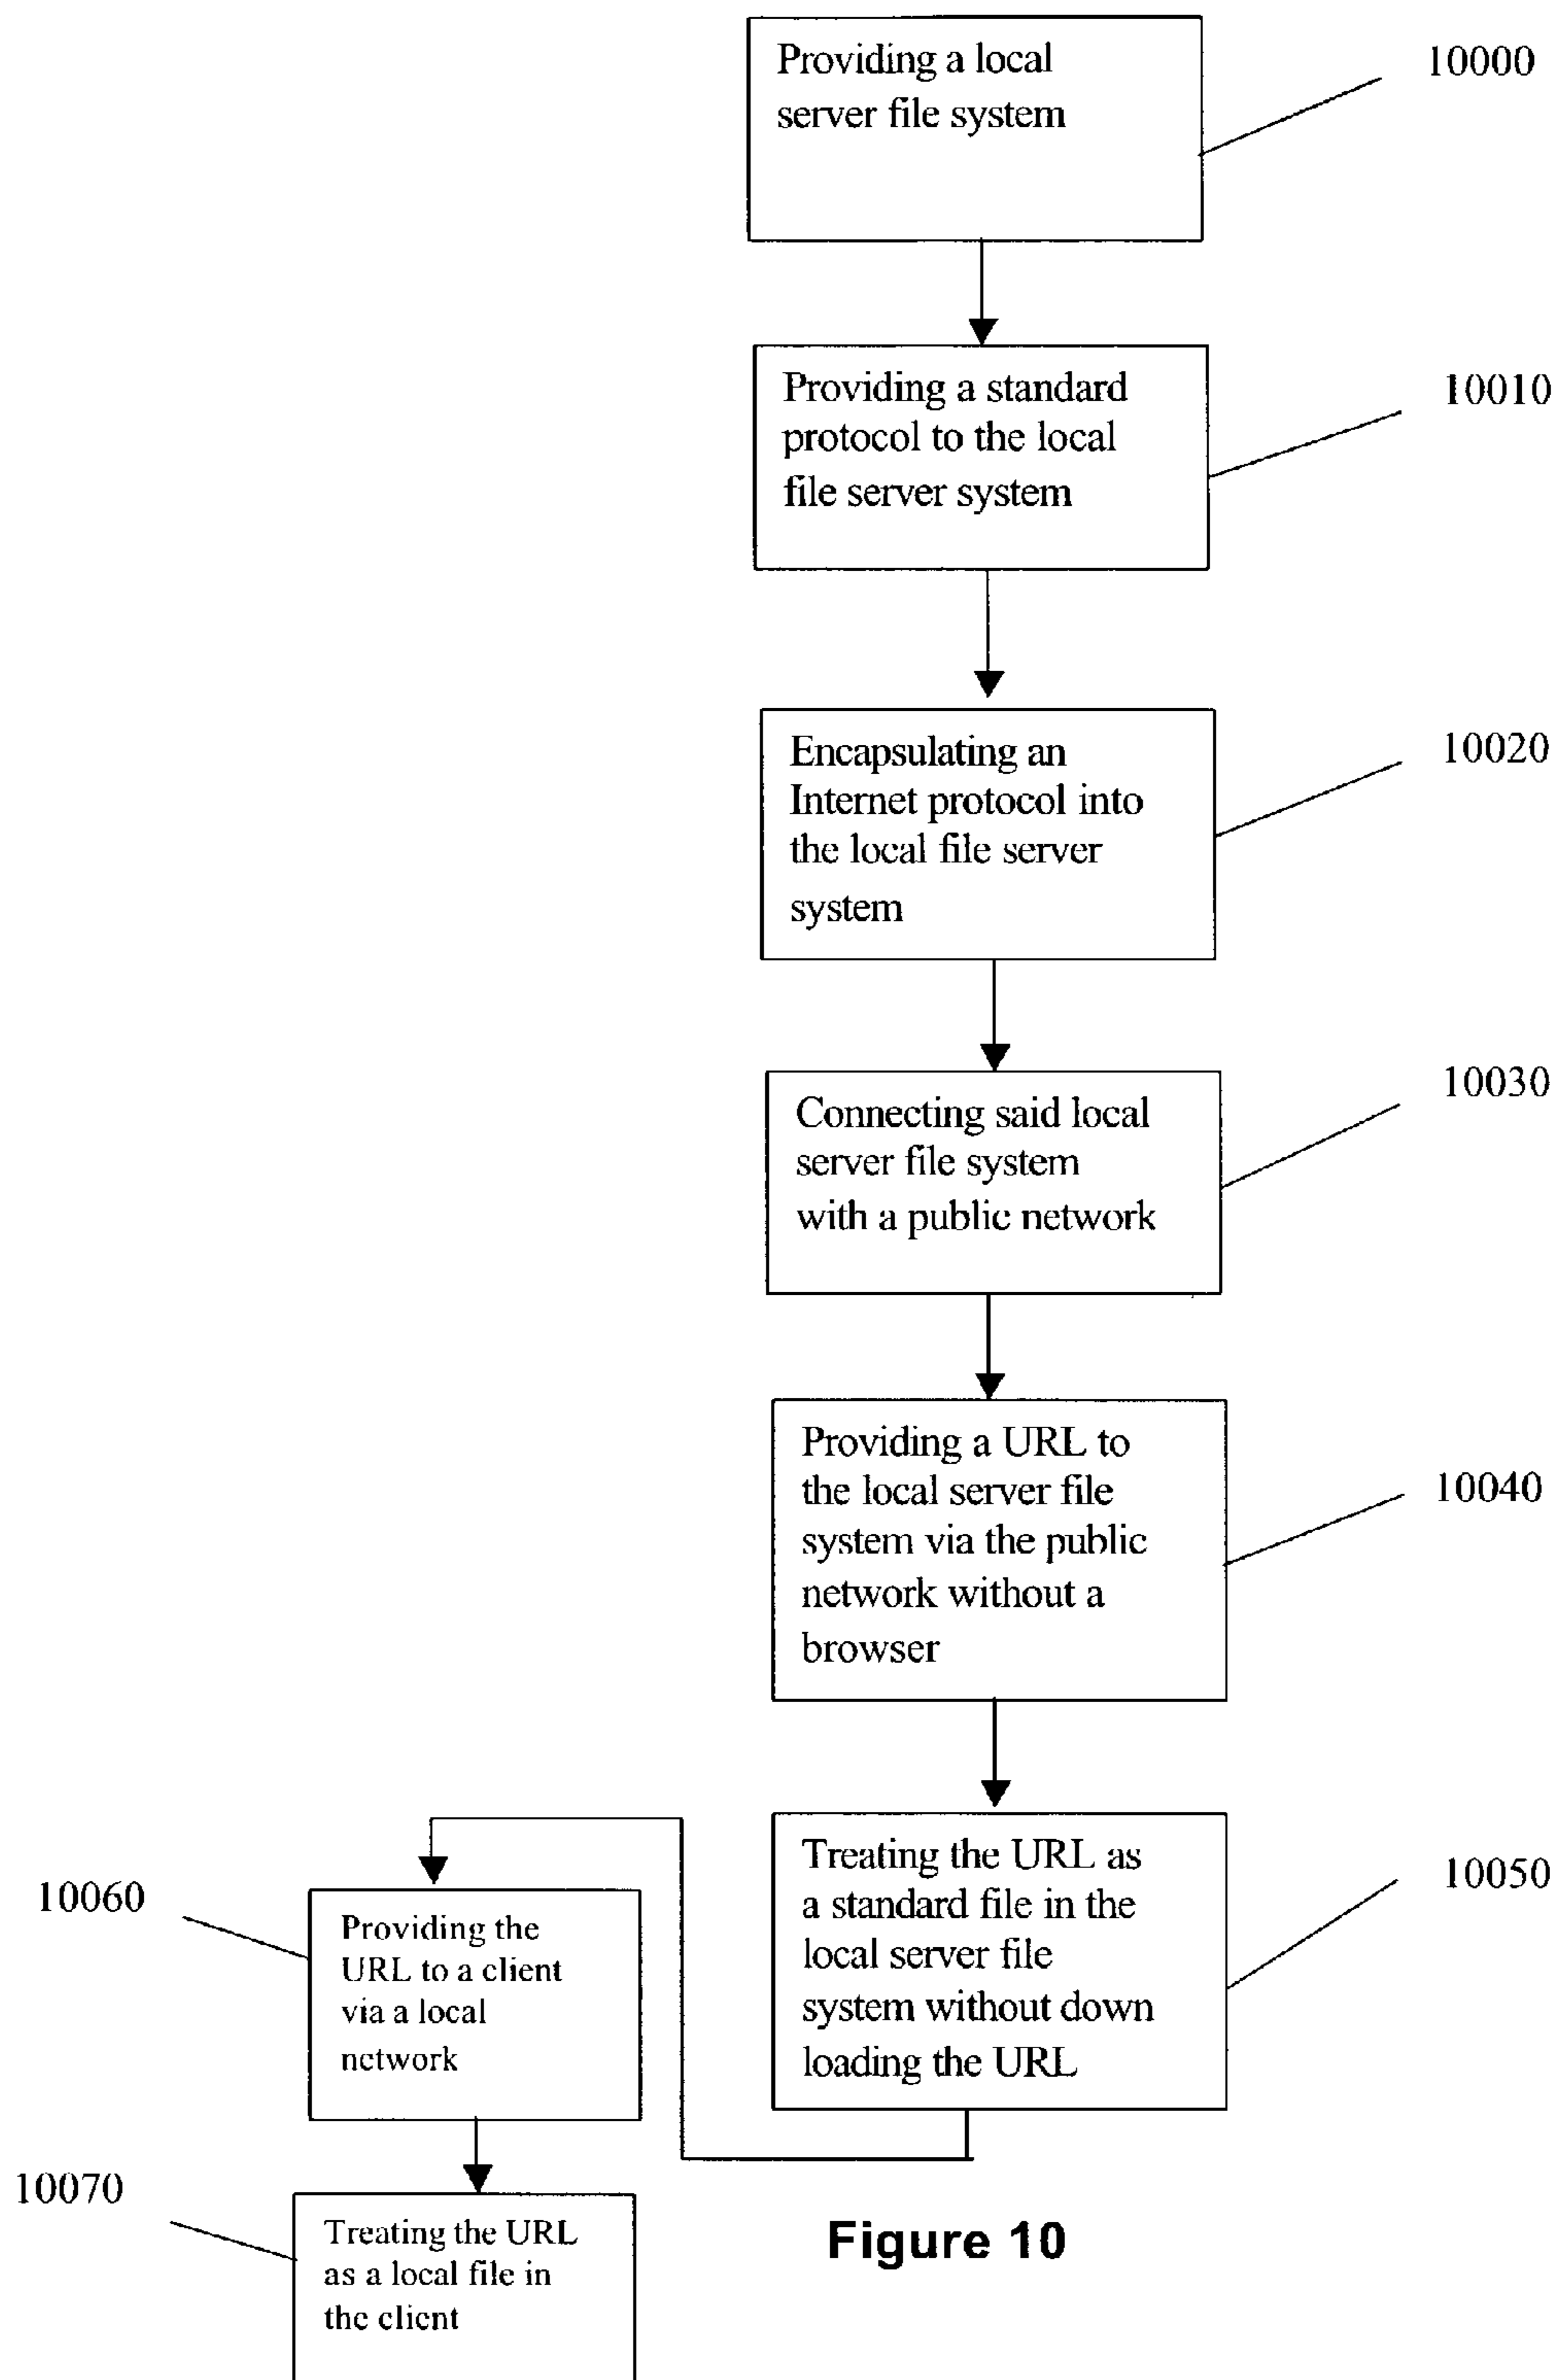 Providing a local
server file system
10000
Providing a standard
protocol to the local
file server system
10010
Encapsulating an
Internet protocol into
the local file server
system
10020
Connecting said local
server file system
with a public network
10030
Providing a URL to
the local server file
system via the public
network without a
browser
10040
Treating the URL as
a standard file in the
local server file
system without down
loading the URL
10050
10060
Providing the
URL to a client
via a local
network
10070
Treating the URL
as a local file in
the client
Figure 10